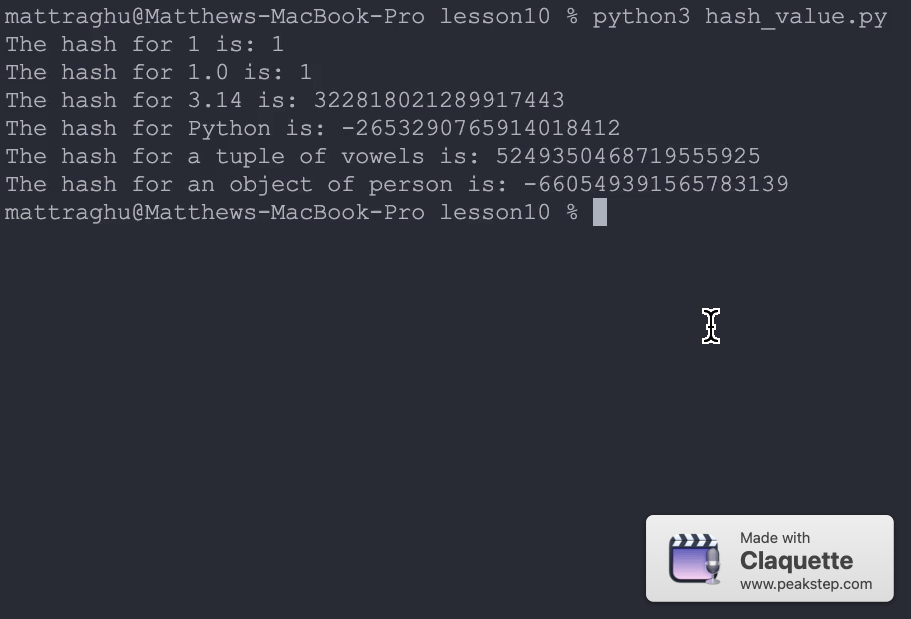 mattraghu@Matthews-MacBook-Pro lesson10 % python3 hash_value.py
The hash for 1 is: 1
The hash for 1.0 is: 1
The hash for 3.14 is: 322818021289917443
The hash for Python is: -2653290765914018412
The hash for a tuple of vowels is: 5249350468719555925
The hash for an object of person is: -660549391565783139
mattraghu@Matthews-MacBook-Pro lesson10 %
Made with
Claquette
www.peakstep.com